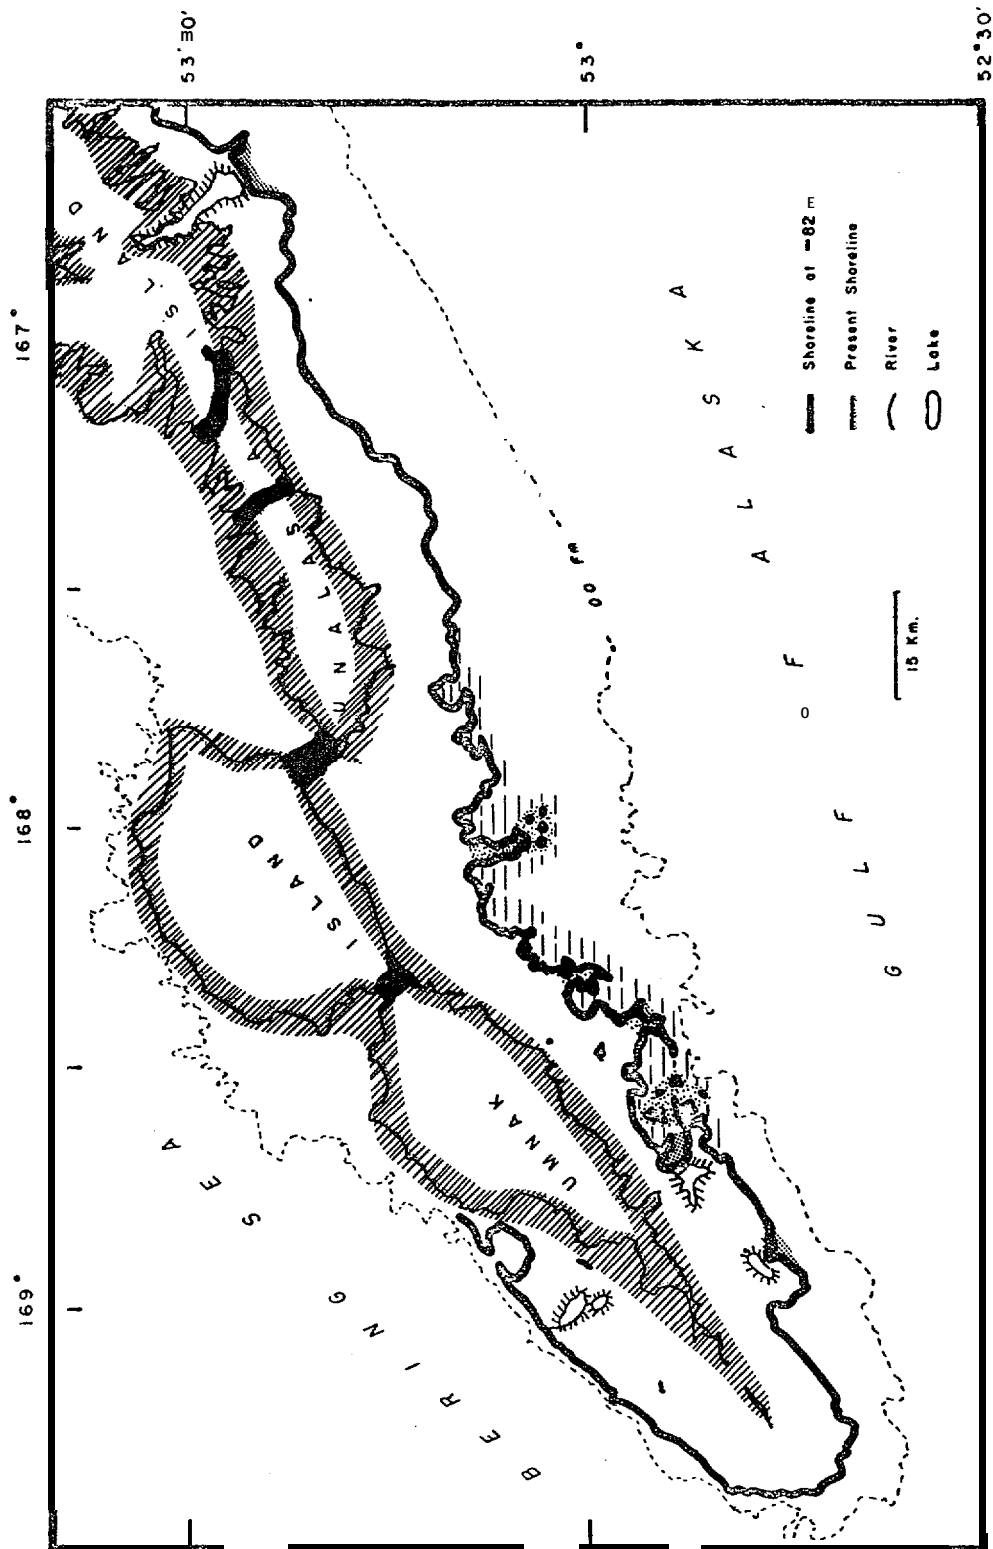 53° 30'
53°
52° 30'
167°
168°
169°
UNALASKA ISLAND
UMNAK ISLAND
BERING SEA
GULF OF ALASKA
00 FM
Shoreline at -82 m
Present Shoreline
River
Lake
15 Km.